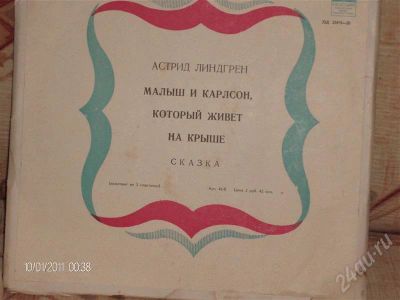 АСТРИД ЛИНДГРЕН
МАЛЫШ И КАРЛСОН,
КОТОРЫЙ ЖИВЕТ
НА КРЫШЕ
СКАЗКА
10/01/2011 00:38
24au.ru